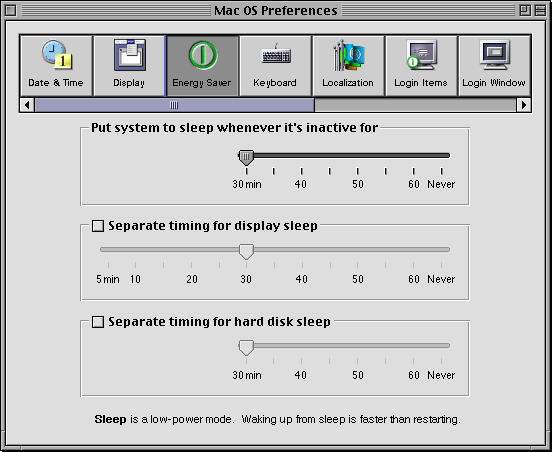 Mac OS Preferences
Date & Time Display Energy Saver Keyboard Localization Login Items Login Window
Put system to sleep whenever it's inactive for
30 min 40 50 60 Never
Separate timing for display sleep
5 min 10 20 30 40 50 60 Never
Separate timing for hard disk sleep
30 min 40 50 60 Never
Sleep is a low-power mode. Waking up from sleep is faster than restarting.